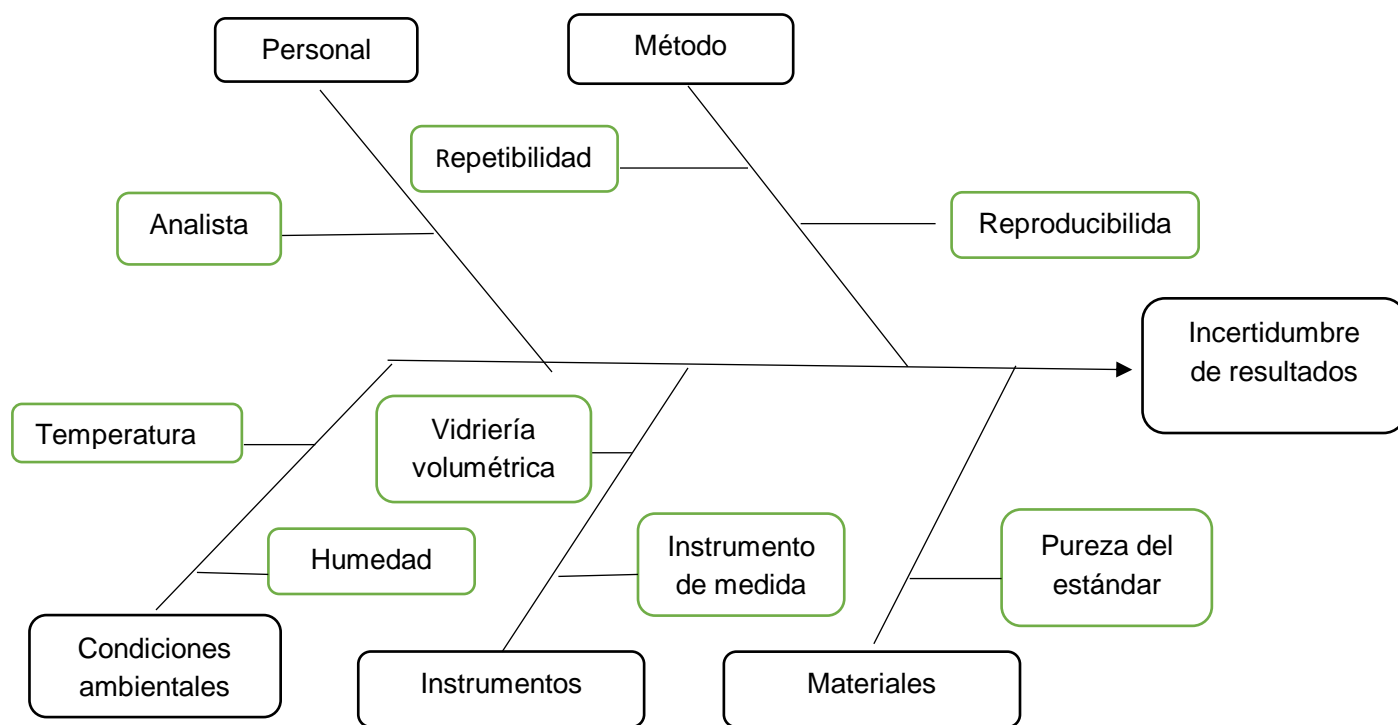 Personal
Método
Repetibilidad
Analista
Reproducibilida
Incertidumbre
de resultados
Temperatura
Vidriería
volumétrica
Humedad
Instrumento
de medida
Pureza del
estándar
Condiciones
ambientales
Instrumentos
Materiales